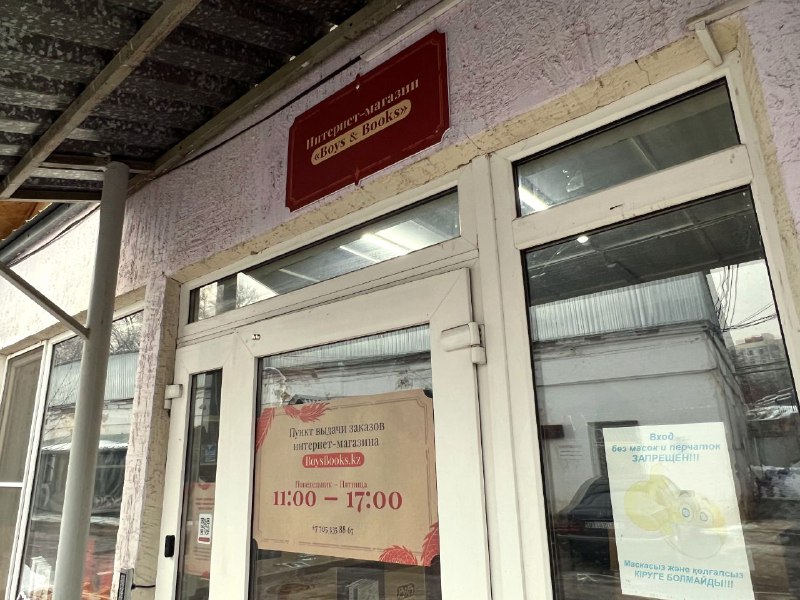 Интернет-магазин
«Boys & Books»
Пункт выдачи заказов
интернет-магазина
BoysBooks.kz
Понедельник – Пятница
11:00 – 17:00
Вход
без масок и перчаток
ЗАПРЕЩЕН!!!
Маскасыз және қолғапсыз
КІРУГЕ БОЛМАЙДЫ!!!